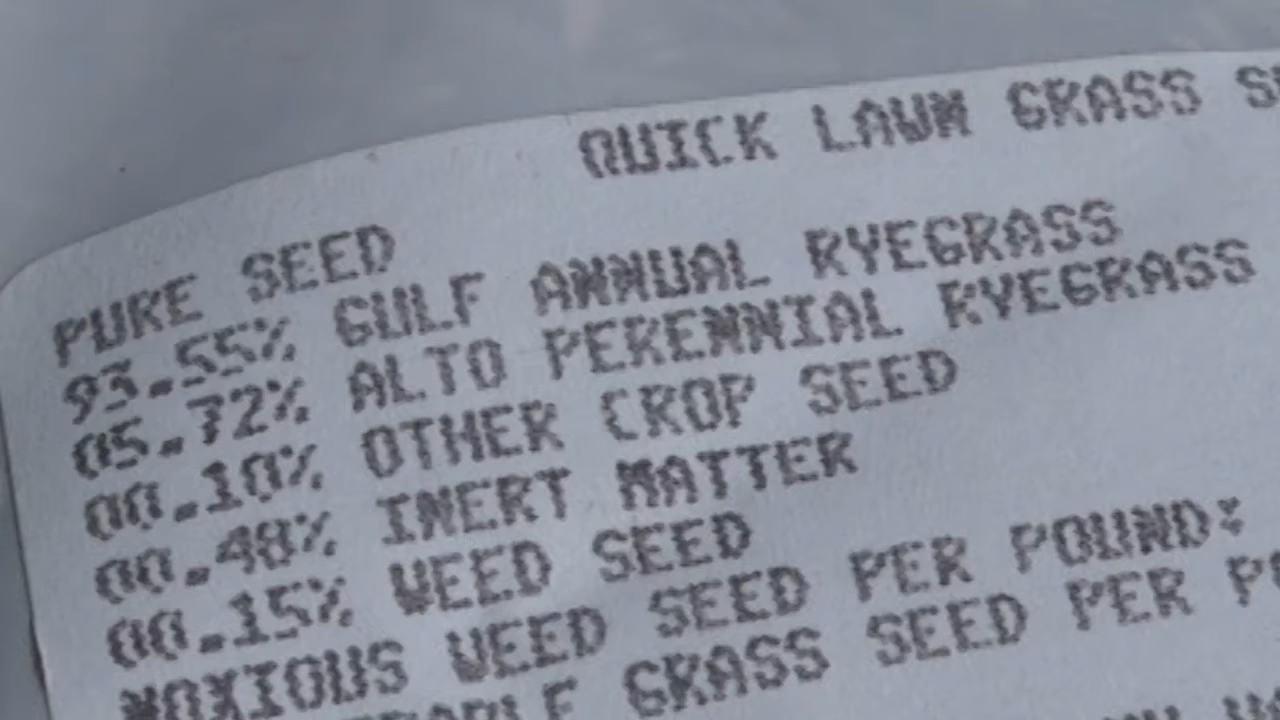 QUICK LAWN GRASS
PURE SEED
93.55% GULF ANNUAL RYEGRASS
05.72% ALTO PERENNIAL RYEGRASS
00.10% OTHER CROP SEED
00.48% INERT MATTER
00.15% WEED SEED
NOXIOUS WEED SEED PER POUND:
GRASS SEED PER